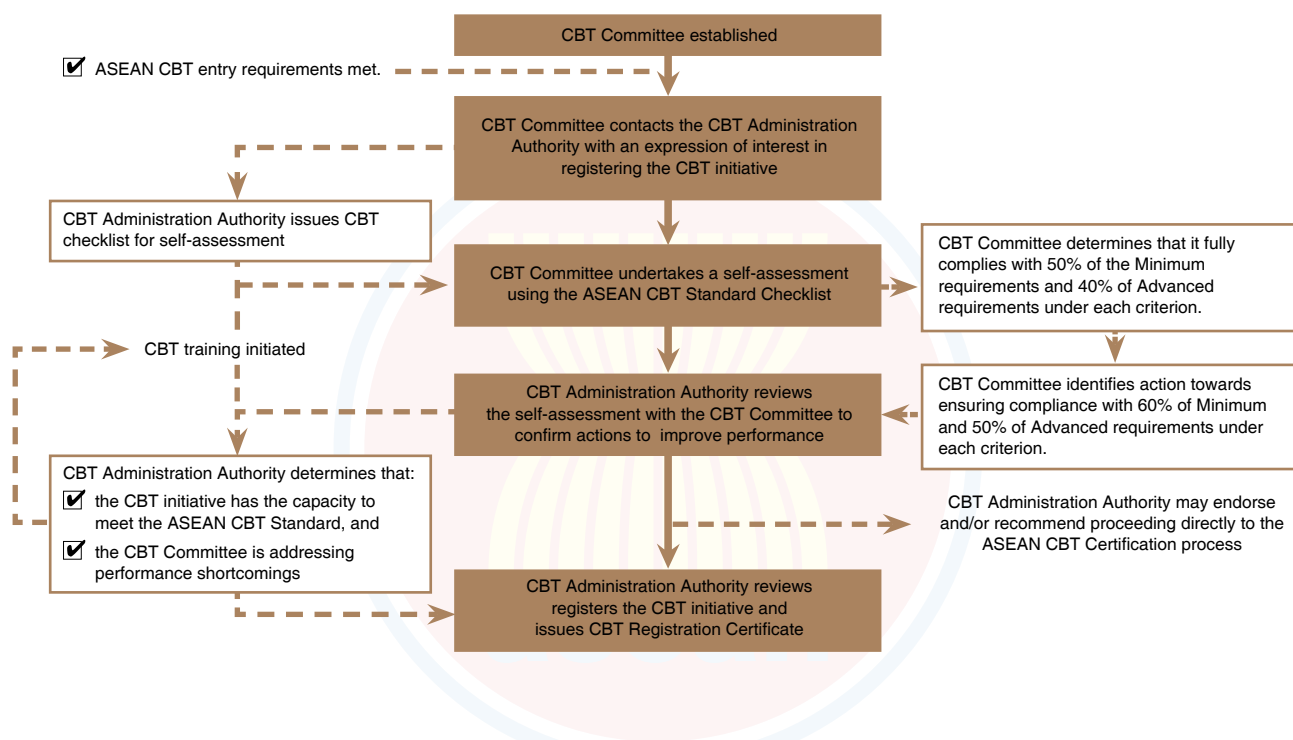 CBT Committee established
ASEAN CBT entry requirements met.
CBT Committee contacts the CBT Administration
Authority with an expression of interest in
registering the CBT initiative
CBT Administration Authority issues CBT
checklist for self-assessment
CBT Committee undertakes a self-assessment
using the ASEAN CBT Standard Checklist
CBT Committee determines that it fully
complies with 50% of the Minimum
requirements and 40% of Advanced
requirements under each criterion.
CBT training initiated
CBT Administration Authority reviews
the self-assessment with the CBT Committee to
confirm actions to improve performance
CBT Committee identifies action towards
ensuring compliance with 60% of Minimum
and 50% of Advanced requirements under
each criterion.
CBT Administration Authority determines that:
the CBT initiative has the capacity to
meet the ASEAN CBT Standard, and
the CBT Committee is addressing
performance shortcomings
CBT Administration Authority may endorse
and/or recommend proceeding directly to the
ASEAN CBT Certification process
CBT Administration Authority reviews
registers the CBT initiative and
issues CBT Registration Certificate